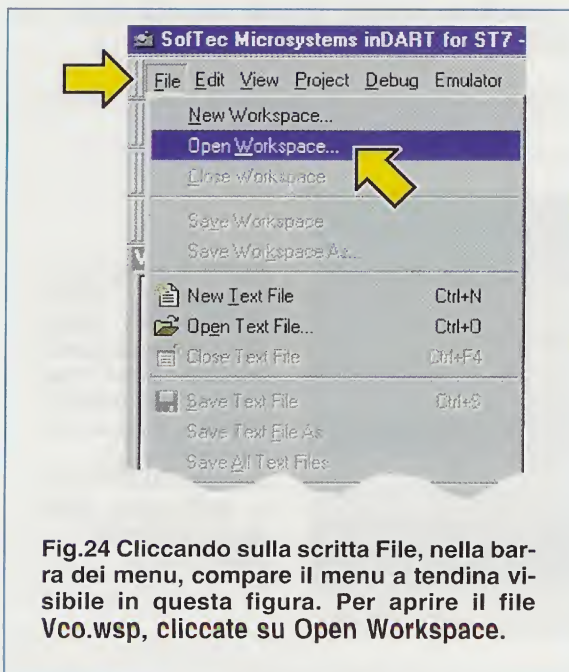 SofTec Microsystems inDART for ST7 -
File Edit View Project Debug Emulator
New Workspace...
Open Workspace...
Close Workspace
Save Workspace
Save Workspace As...
New Text File Ctrl+N
Open Text File... Ctrl+O
Close Text File Ctrl+F4
Save Text File Ctrl+S
Save Text File As
Save All Text Files
Fig.24 Cliccando sulla scritta File, nella bar-
ra dei menu, compare il menu a tendina vi-
sibile in questa figura. Per aprire il file
Vco.wsp, cliccate su Open Workspace.